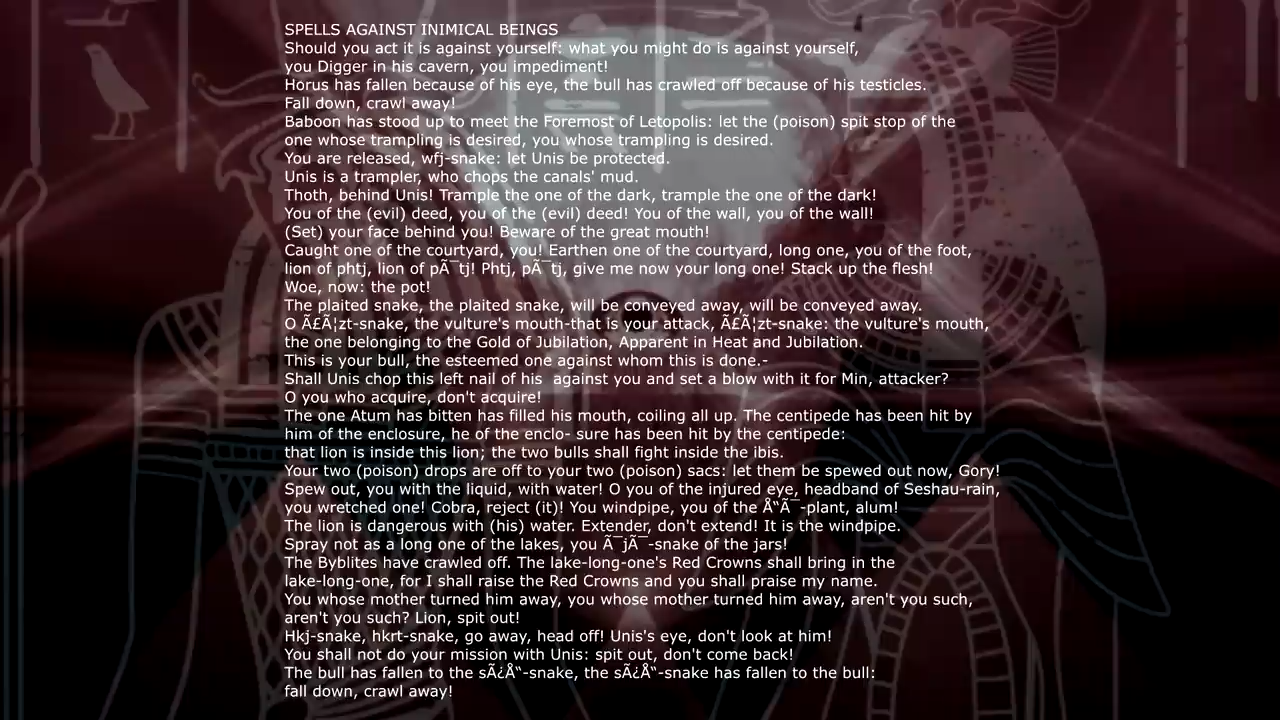 SPELLS AGAINST INIMICAL BEINGS
Should you act it is against yourself: what you might do is against yourself,
you Digger in his cavern, you impediment!
Horus has fallen because of his eye, the bull has crawled off because of his testicles.
Fall down, crawl away!
Baboon has stood up to meet the Foremost of Letopolis: let the (poison) spit stop of the
one whose trampling is desired, you whose trampling is desired.
You are released, wfj-snake: let Unis be protected.
Unis is a trampler, who chops the canals' mud.
Thoth, behind Unis! Trample the one of the dark, trample the one of the dark!
You of the (evil) deed, you of the (evil) deed! You of the wall, you of the wall!
(Set) your face behind you! Beware of the great mouth!
Caught one of the courtyard, you! Earthen one of the courtyard, long one, you of the foot,
lion of phtj, lion of pÃ¯tj! Phtj, pÃ¯tj, give me now your long one! Stack up the flesh!
Woe, now: the pot!
The plaited snake, the plaited snake, will be conveyed away, will be conveyed away.
O Ã£Ã¦zt-snake, the vulture's mouth-that is your attack, Ã£Ã¦zt-snake: the vulture's mouth,
the one belonging to the Gold of Jubilation, Apparent in Heat and Jubilation.
This is your bull, the esteemed one against whom this is done.-
Shall Unis chop this left nail of his  against you and set a blow with it for Min, attacker?
O you who acquire, don't acquire!
The one Atum has bitten has filled his mouth, coiling all up. The centipede has been hit by
him of the enclosure, he of the enclo- sure has been hit by the centipede:
that lion is inside this lion; the two bulls shall fight inside the ibis.
Your two (poison) drops are off to your two (poison) sacs: let them be spewed out now, Gory!
Spew out, you with the liquid, with water! O you of the injured eye, headband of Seshau-rain,
you wretched one! Cobra, reject (it)! You windpipe, you of the Å“Ã¯-plant, alum!
The lion is dangerous with (his) water. Extender, don't extend! It is the windpipe.
Spray not as a long one of the lakes, you Ã¯jÃ¯-snake of the jars!
The Byblites have crawled off. The lake-long-one's Red Crowns shall bring in the
lake-long-one, for I shall raise the Red Crowns and you shall praise my name.
You whose mother turned him away, you whose mother turned him away, aren't you such,
aren't you such? Lion, spit out!
Hkj-snake, hkrt-snake, go away, head off! Unis's eye, don't look at him!
You shall not do your mission with Unis: spit out, don't come back!
The bull has fallen to the sÃ¿Å“-snake, the sÃ¿Å“-snake has fallen to the bull:
fall down, crawl away!